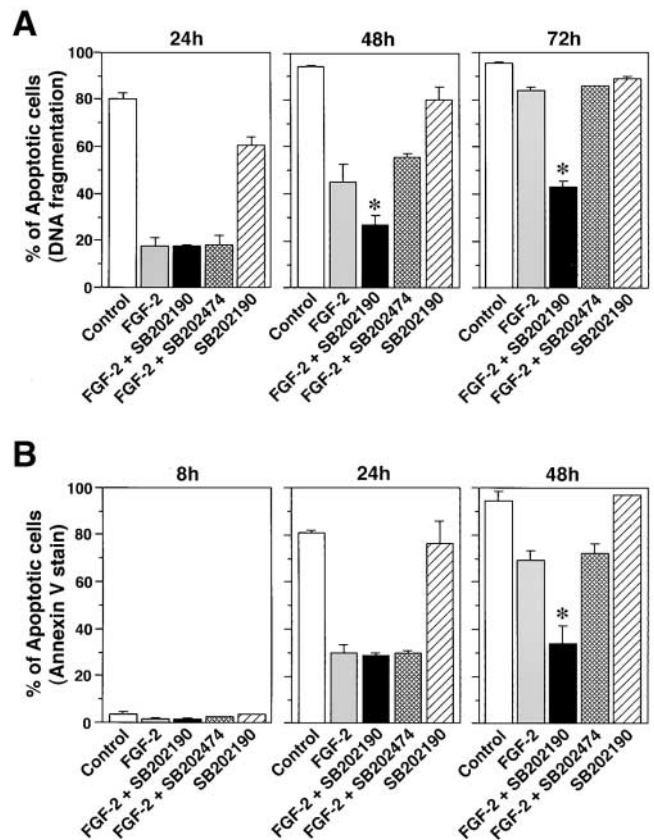 A
24h
48h
72h
% of Apoptotic cells
(DNA fragmentation)
100
80
60
40
20
0
*
*
Control
FGF-2
FGF-2 + SB202190
FGF-2 + SB202474
SB202190
Control
FGF-2
FGF-2 + SB202190
FGF-2 + SB202474
SB202190
Control
FGF-2
FGF-2 + SB202190
FGF-2 + SB202474
SB202190
B
8h
24h
48h
% of Apoptotic cells
(Annexin V stain)
100
80
60
40
20
0
*
Control
FGF-2
FGF-2 + SB202190
FGF-2 + SB202474
SB202190
Control
FGF-2
FGF-2 + SB202190
FGF-2 + SB202474
SB202190
Control
FGF-2
FGF-2 + SB202190
FGF-2 + SB202474
SB202190